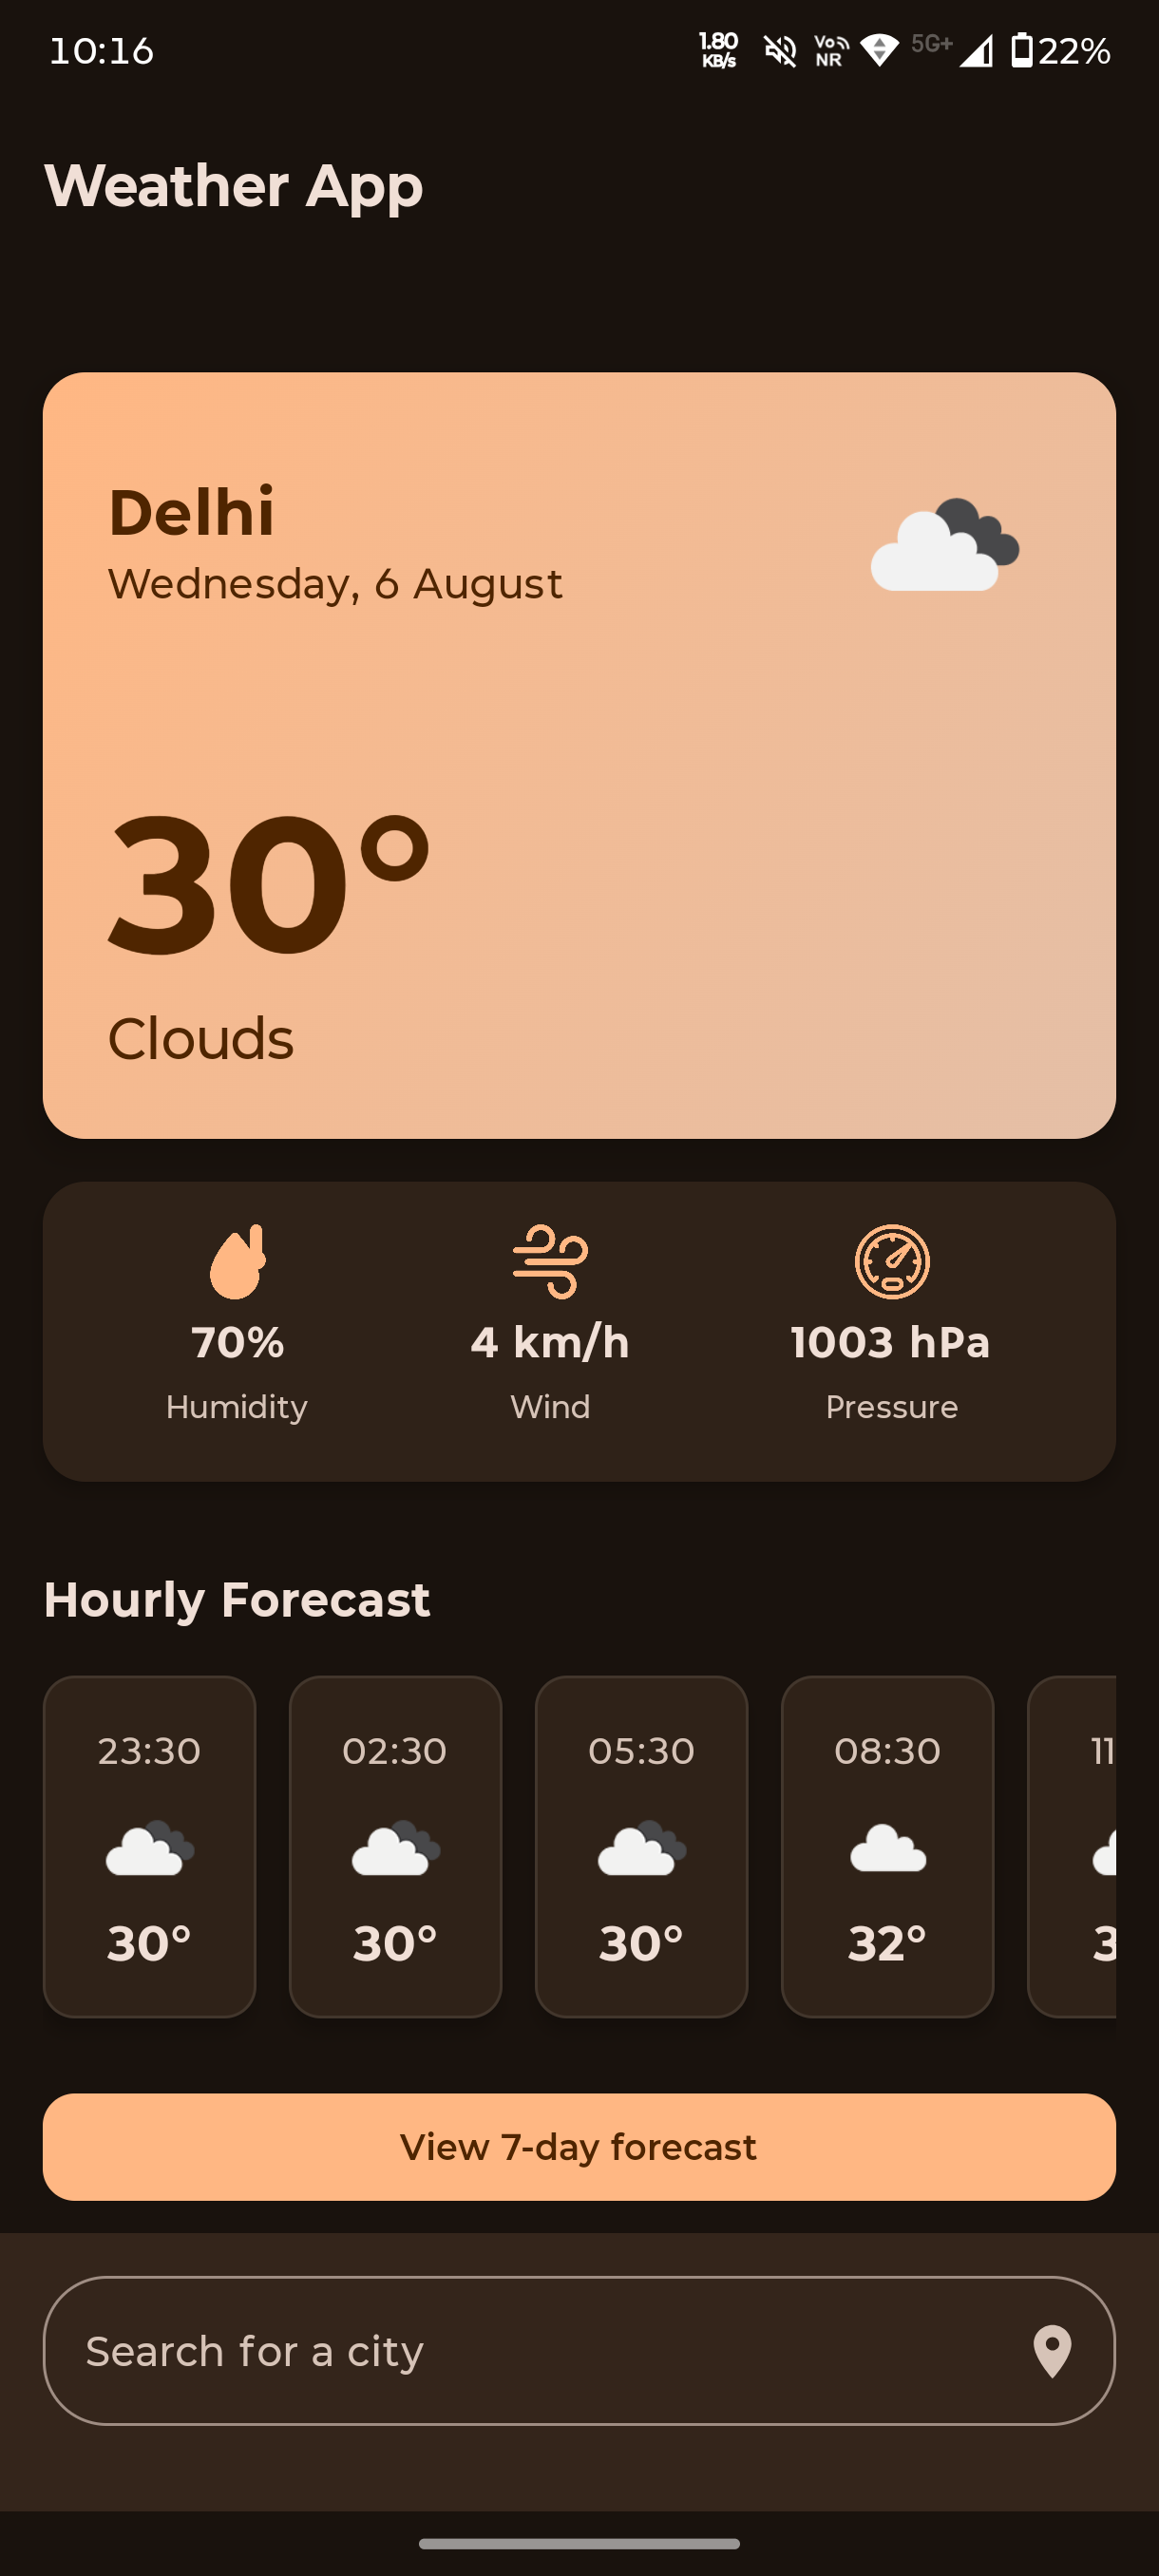 10:16 1.80 KB/s Vo NR 5G+ 22%
Weather App
Delhi
Wednesday, 6 August
30°
Clouds
70% 4 km/h 1003 hPa
Humidity Wind Pressure
Hourly Forecast
23:30 02:30 05:30 08:30 11
30° 30° 30° 32° 3
View 7-day forecast
Search for a city